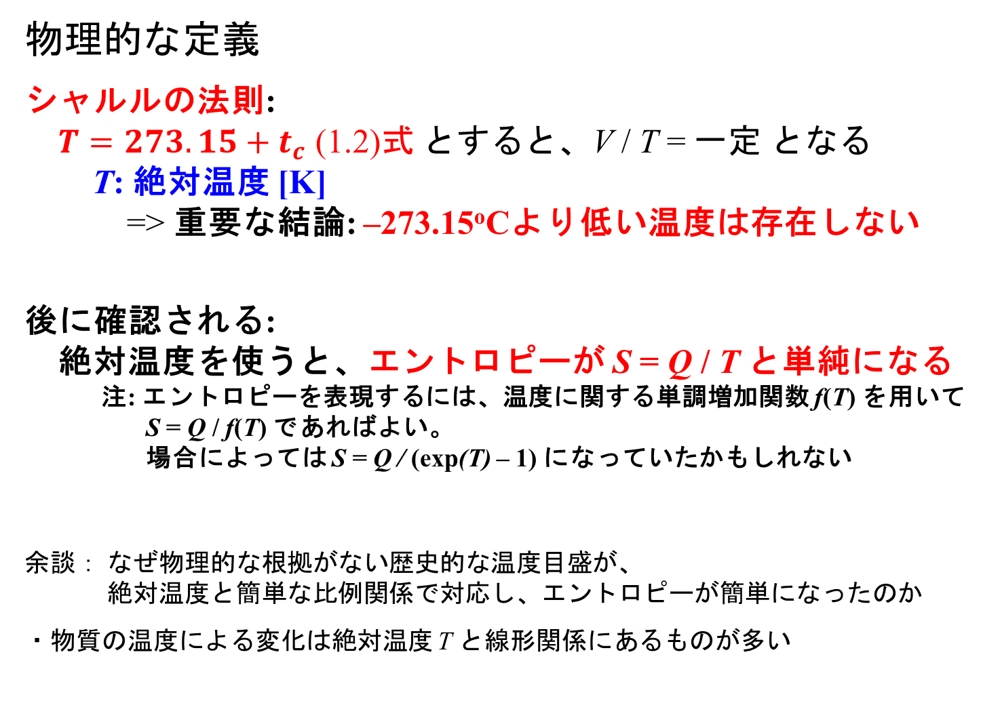 物理的な定義
シャルルの法則:
T = 273.15 + tc (1.2)式 とすると、V / T = 一定 となる
T: 絶対温度 [K]
=> 重要な結論: –273.15oCより低い温度は存在しない
後に確認される:
絶対温度を使うと、エントロピーが S = Q / T と単純になる
注: エントロピーを表現するには、温度に関する単調増加関数 f(T) を用いて
S = Q / f(T) であればよい。
場合によっては S = Q / (exp(T) – 1) になっていたかもしれない
余談： なぜ物理的な根拠がない歴史的な温度目盛が、
絶対温度と簡単な比例関係で対応し、エントロピーが簡単になったのか
・物質の温度による変化は絶対温度 T と線形関係にあるものが多い